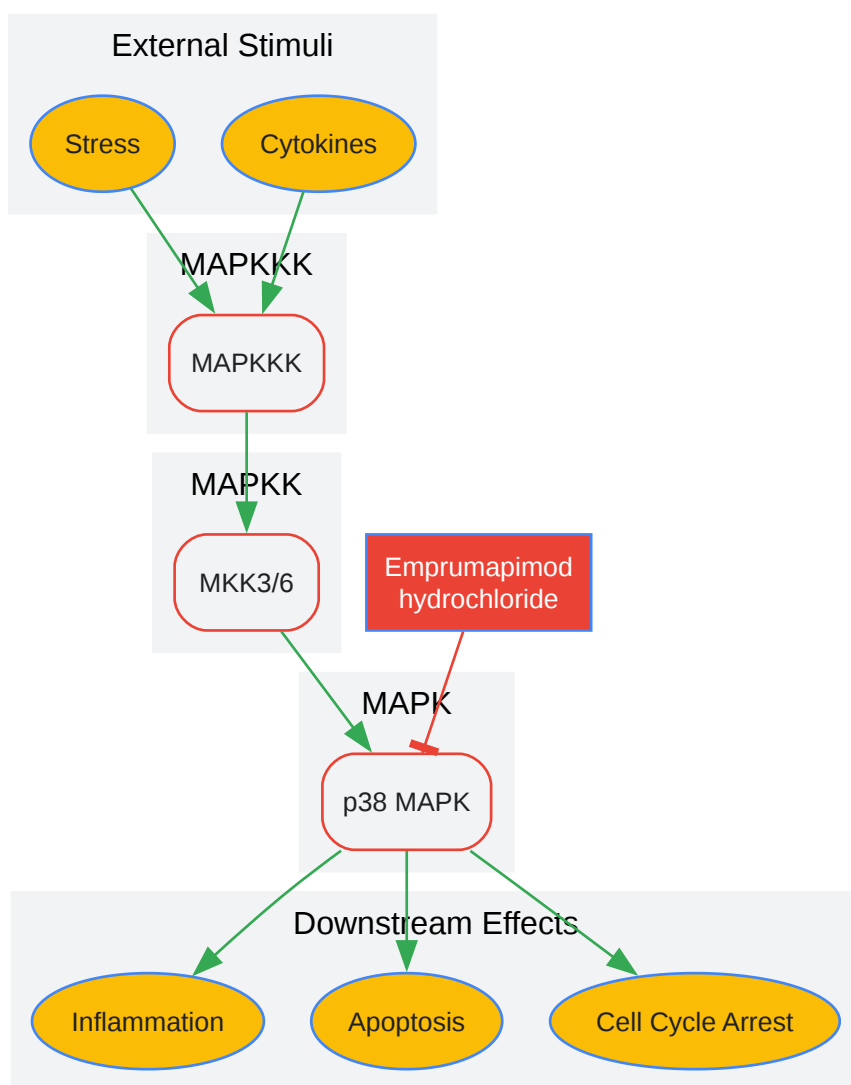 External Stimuli
Stress
Cytokines
MAPKKK
MAPKKK
MAPKK
MKK3/6
Emprumapimod
hydrochloride
MAPK
p38 MAPK
Downstream Effects
Inflammation
Apoptosis
Cell Cycle Arrest